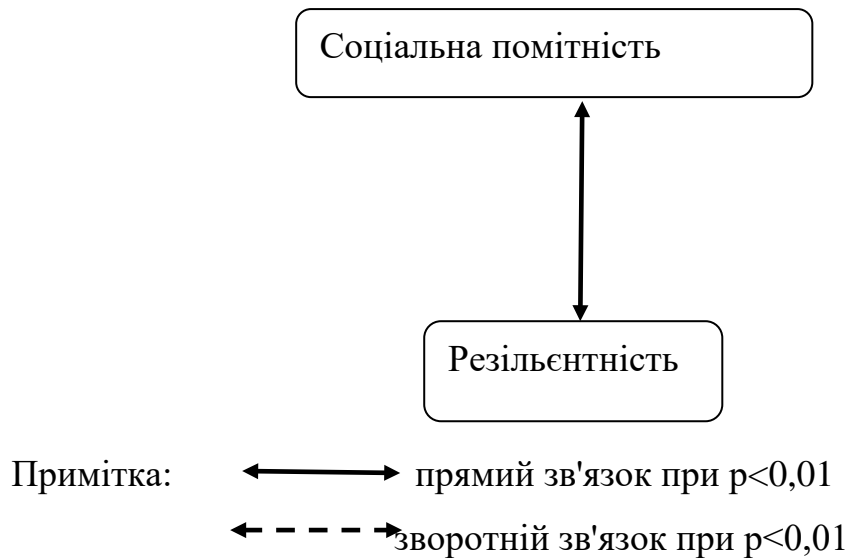 Соціальна помітність
Резільєнтність
Примітка: прямий зв'язок при p<0,01
зворотній зв'язок при p<0,01